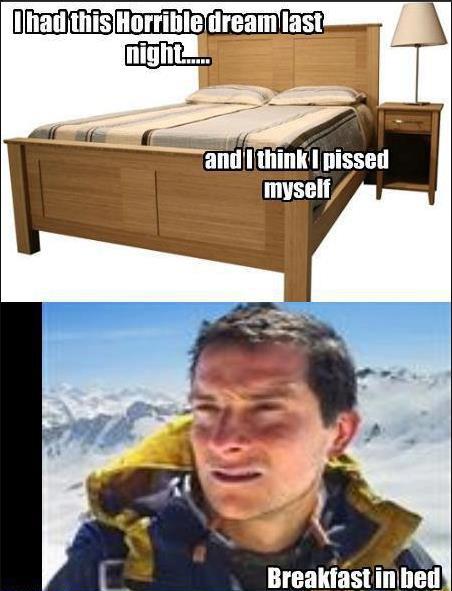 I had this Horrible dream last
night......
and I think I pissed
myself
Breakfast in bed